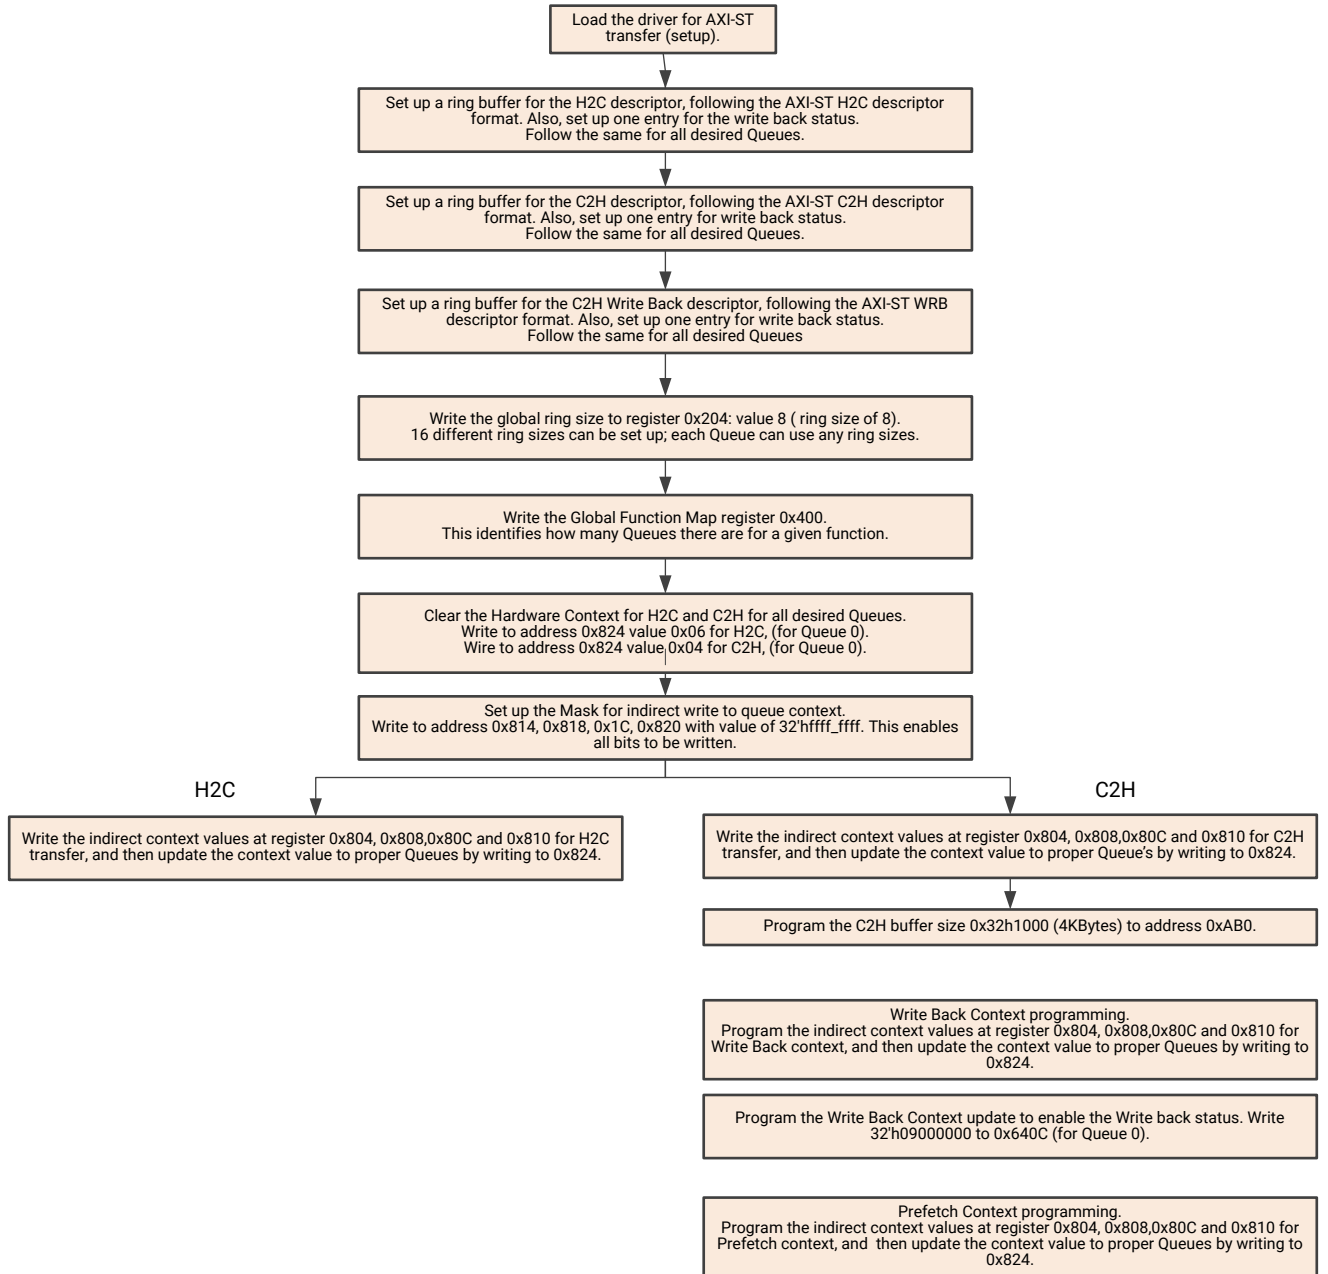 Load the driver for AXI-ST
transfer (setup).
Set up a ring buffer for the H2C descriptor, following the AXI-ST H2C descriptor
format. Also, set up one entry for the write back status.
Follow the same for all desired Queues.
Set up a ring buffer for the C2H descriptor, following the AXI-ST C2H descriptor
format. Also, set up one entry for write back status.
Follow the same for all desired Queues.
Set up a ring buffer for the C2H Write Back descriptor, following the AXI-ST WRB
descriptor format. Also, set up one entry for write back status.
Follow the same for all desired Queues
Write the global ring size to register 0x204: value 8 ( ring size of 8).
16 different ring sizes can be set up; each Queue can use any ring sizes.
Write the Global Function Map register 0x400.
This identifies how many Queues there are for a given function.
Clear the Hardware Context for H2C and C2H for all desired Queues.
Write to address 0x824 value 0x06 for H2C, (for Queue 0).
Wire to address 0x824 value 0x04 for C2H, (for Queue 0).
Set up the Mask for indirect write to queue context.
Write to address 0x814, 0x818, 0x1C, 0x820 with value of 32'hffff_ffff. This enables
all bits to be written.
H2C
C2H
Write the indirect context values at register 0x804, 0x808,0x80C and 0x810 for H2C
transfer, and then update the context value to proper Queues by writing to 0x824.
Write the indirect context values at register 0x804, 0x808,0x80C and 0x810 for C2H
transfer, and then update the context value to proper Queue’s by writing to 0x824.
Program the C2H buffer size 0x32h1000 (4KBytes) to address 0xAB0.
Write Back Context programming.
Program the indirect context values at register 0x804, 0x808,0x80C and 0x810 for
Write Back context, and then update the context value to proper Queues by writing to
0x824.
Program the Write Back Context update to enable the Write back status. Write
32'h09000000 to 0x640C (for Queue 0).
Prefetch Context programming.
Program the indirect context values at register 0x804, 0x808,0x80C and 0x810 for
Prefetch context, and  then update the context value to proper Queues by writing to
0x824.